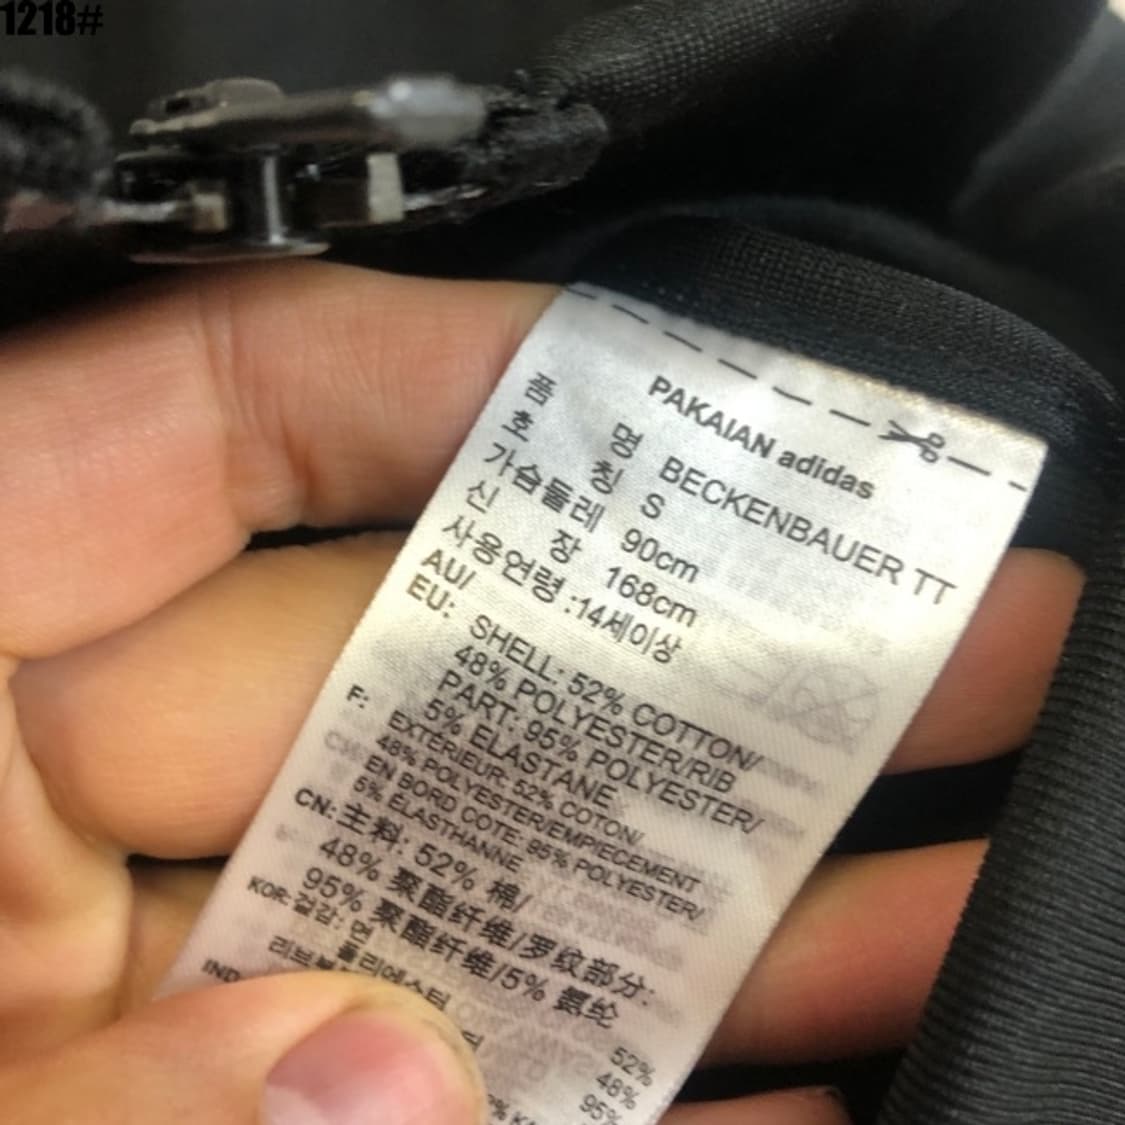 1218#
PAKAIAN adidas
품 명 BECKENBAUER TT
호 칭 S
가슴둘레 90cm
신 장 168cm
사용연령 :14세이상
AU/
EU: SHELL: 52% COTTON/
48% POLYESTER/RIB
PART: 95% POLYESTER/
5% ELASTANE
F: EXTÉRIEUR: 52% COTON/
48% POLYESTER/EMPIECEMENT
EN BORD COTE: 95% POLYESTER/
5% ÉLASTHANNE
CN: 主料: 52% 棉/
48% 聚酯纤维/罗纹部分:
95% 聚酯纤维/5% 氨纶
KOR: 겉감: 면 52%
폴리에스터 48%
95%